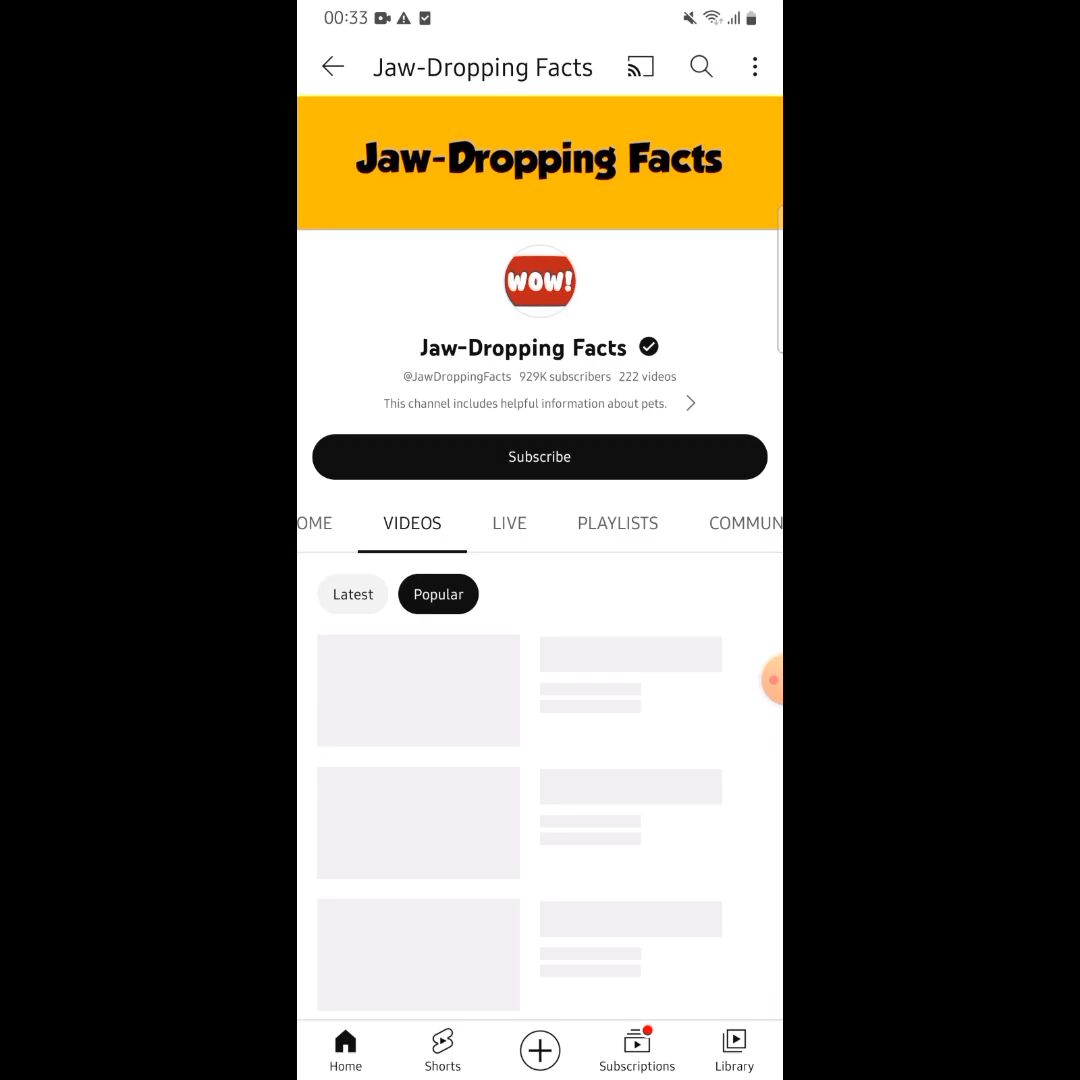 00:33
Jaw-Dropping Facts
Jaw-Dropping Facts
WOW!
Jaw-Dropping Facts
@JawDroppingFacts 929K subscribers 222 videos
This channel includes helpful information about pets.
Subscribe
OME VIDEOS LIVE PLAYLISTS COMMUN
Latest Popular
Home Shorts Subscriptions Library